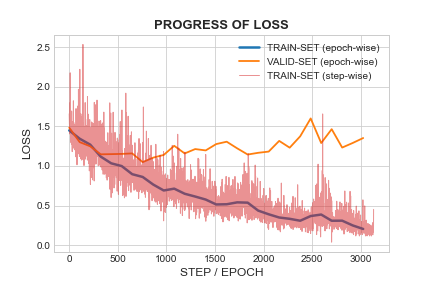 PROGRESS OF LOSS
TRAIN-SET (epoch-wise)
VALID-SET (epoch-wise)
TRAIN-SET (step-wise)
LOSS
2.5
2.0
1.5
1.0
0.5
0.0
0 500 1000 1500 2000 2500 3000
STEP / EPOCH